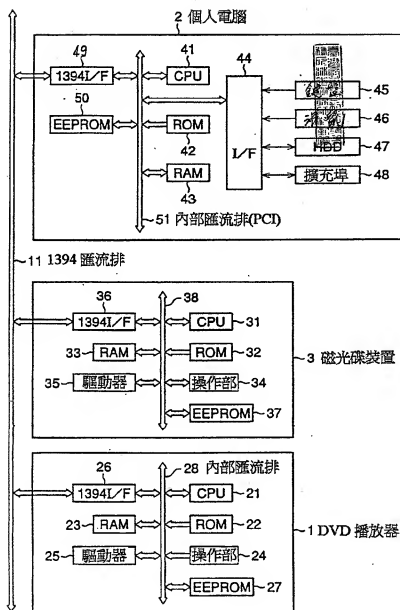 2 個人電腦
49
1394I/F
41
CPU
44
I/F
45
50
EEPROM
ROM
42
46
HDD
47
RAM
43
擴充埠
48
51 內部匯流排(PCI)
11 1394 匯流排
36
1394I/F
38
CPU
31
33
RAM
ROM
32
3 磁光碟裝置
35
驅動器
操作部
34
EEPROM
37
26
1394I/F
28 內部匯流排
CPU
21
23
RAM
ROM
22
1 DVD 播放器
25
驅動器
操作部
24
EEPROM
27